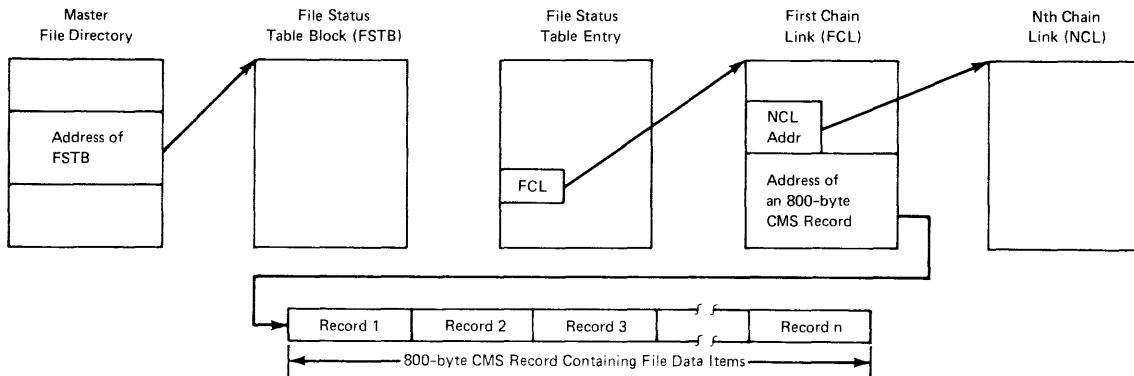 Master
File Directory
File Status
Table Block (FSTB)
File Status
Table Entry
First Chain
Link (FCL)
Nth Chain
Link (NCL)
Address of
FSTB
FCL
NCL
Addr
Address of
an 800-byte
CMS Record
Record 1
Record 2
Record 3
Record n
800-byte CMS Record Containing File Data Items